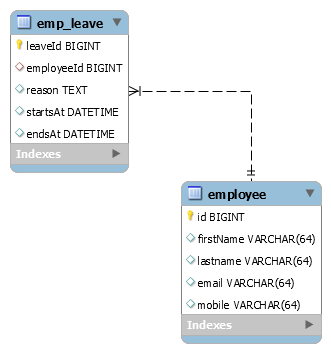 emp_leave
leaveId BIGINT
employeeId BIGINT
reason TEXT
startsAt DATETIME
endsAt DATETIME
Indexes
employee
id BIGINT
firstName VARCHAR(64)
lastname VARCHAR(64)
email VARCHAR(64)
mobile VARCHAR(64)
Indexes